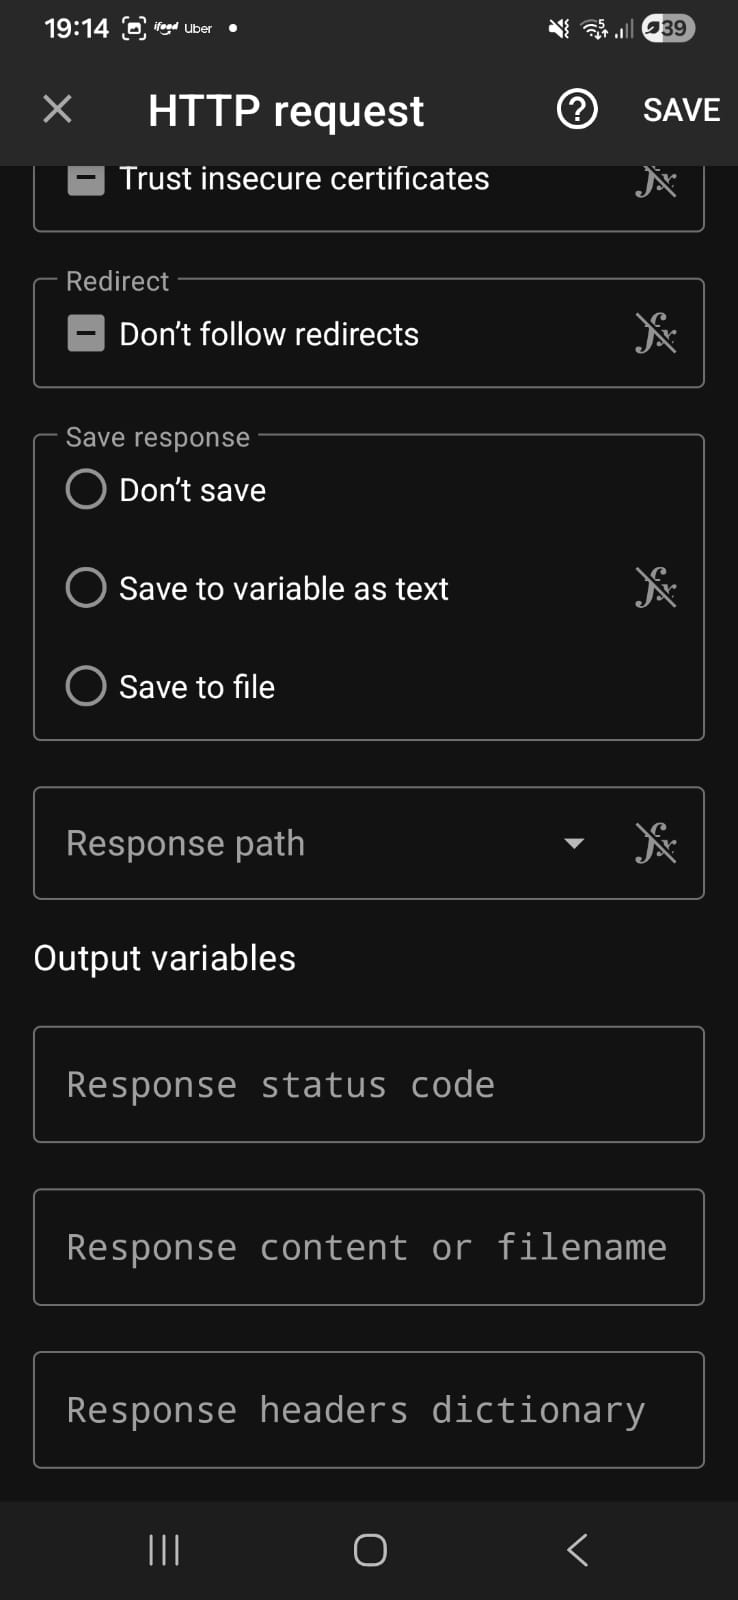 19:14 ifood Uber 5 39
HTTP request ? SAVE
Trust insecure certificates
Redirect
Don’t follow redirects
Save response
Don’t save
Save to variable as text
Save to file
Response path
Output variables
Response status code
Response content or filename
Response headers dictionary